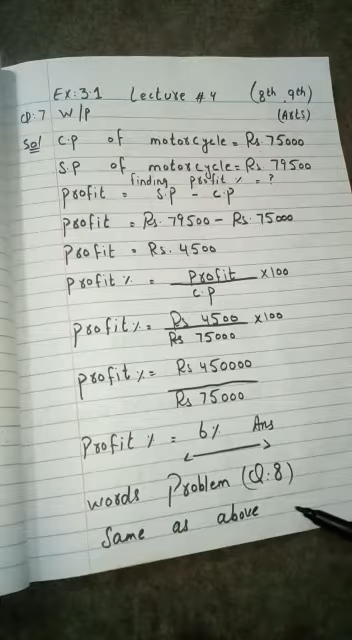 Ex:3.1 Lecture # 4 (8th, 9th)
Q:7 W/P (Arts)
Sol C.P of motorcycle = Rs. 75000
S.P of motorcycle = Rs 79500
finding profit % = ?
Profit = S.P - C.P
Profit = Rs. 79500 - Rs. 75000
Profit = Rs. 4500
Profit % = Profit / C.P ×100
Profit % = Rs 4500 / Rs 75000 ×100
Profit % = Rs 450000 / Rs 75000
Profit % = 6% Ans
words Problem (Q:8)
Same as above